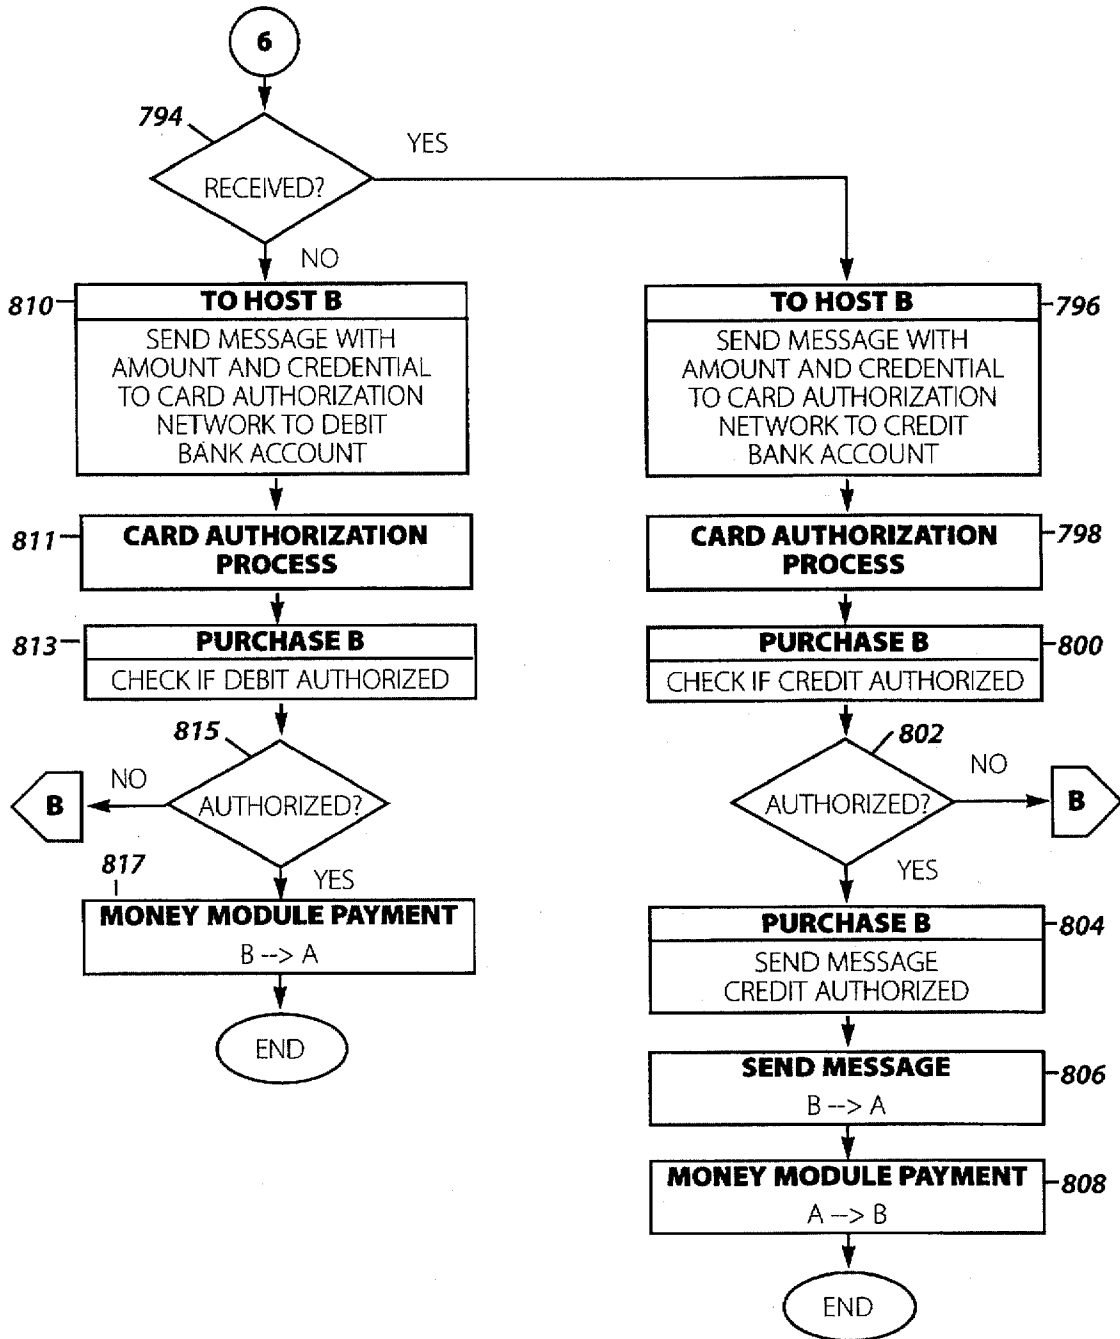 6
794
YES
RECEIVED?
NO
810
TO HOST B
SEND MESSAGE WITH
AMOUNT AND CREDENTIAL
TO CARD AUTHORIZATION
NETWORK TO DEBIT
BANK ACCOUNT
811
CARD AUTHORIZATION
PROCESS
813
PURCHASE B
CHECK IF DEBIT AUTHORIZED
815
NO
B
AUTHORIZED?
817
YES
MONEY MODULE PAYMENT
B --> A
END
TO HOST B
796
SEND MESSAGE WITH
AMOUNT AND CREDENTIAL
TO CARD AUTHORIZATION
NETWORK TO CREDIT
BANK ACCOUNT
CARD AUTHORIZATION
PROCESS
798
PURCHASE B
800
CHECK IF CREDIT AUTHORIZED
802
AUTHORIZED?
NO
B
YES
PURCHASE B
804
SEND MESSAGE
CREDIT AUTHORIZED
SEND MESSAGE
806
B --> A
MONEY MODULE PAYMENT
808
A --> B
END